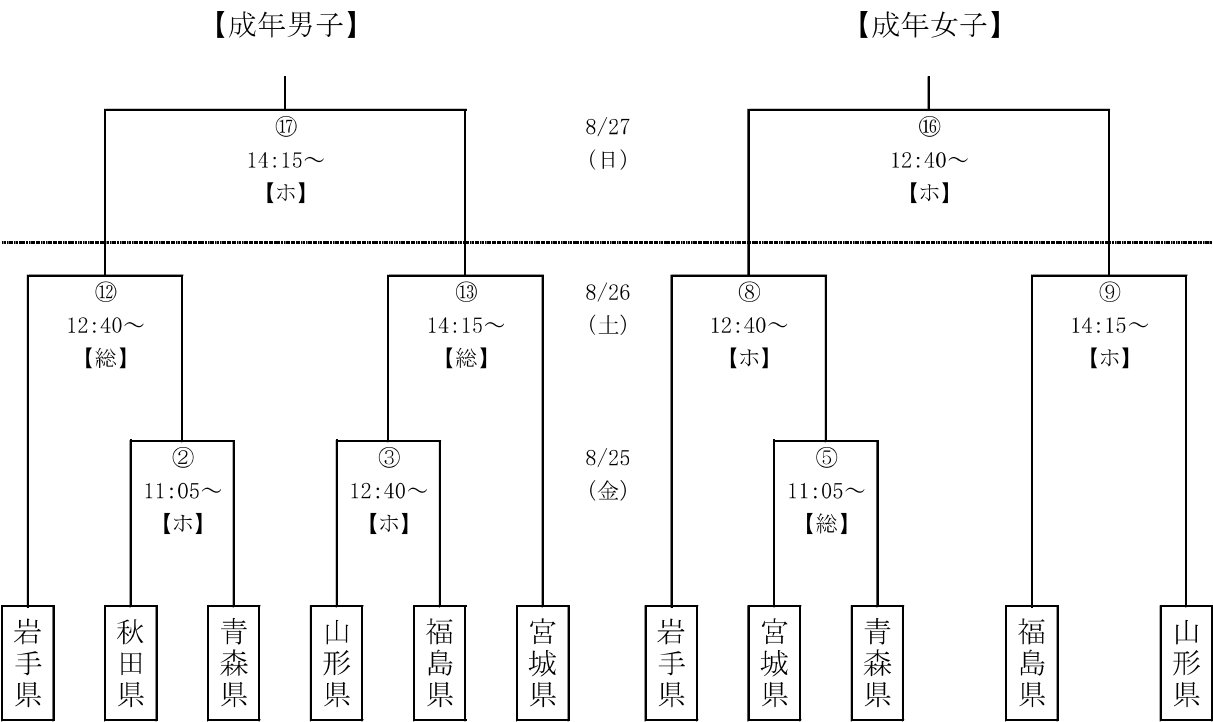 【成年男子】
【成年女子】
⑰
14:15～
【ホ】
8/27
(日)
⑯
12:40～
【ホ】
⑫
12:40～
【総】
⑬
14:15～
【総】
8/26
(土)
⑧
12:40～
【ホ】
⑨
14:15～
【ホ】
②
11:05～
【ホ】
③
12:40～
【ホ】
8/25
(金)
⑤
11:05～
【総】
岩手県
秋田県
青森県
山形県
福島県
宮城県
岩手県
宮城県
青森県
福島県
山形県